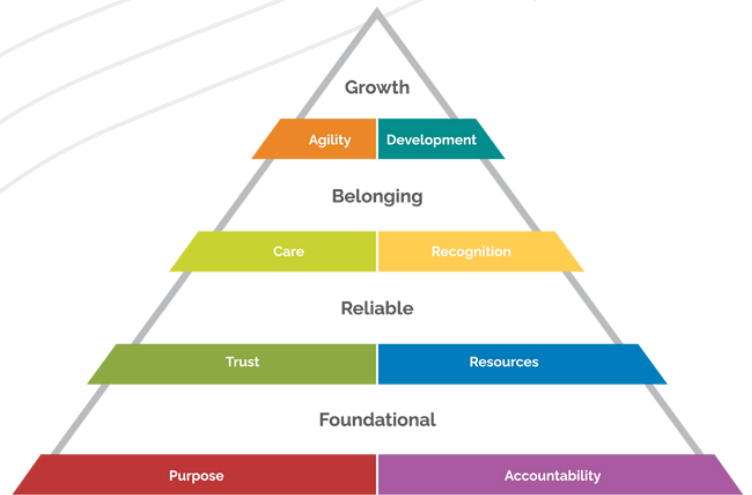 Growth
Agility Development
Belonging
Care Recognition
Reliable
Trust Resources
Foundational
Purpose Accountability